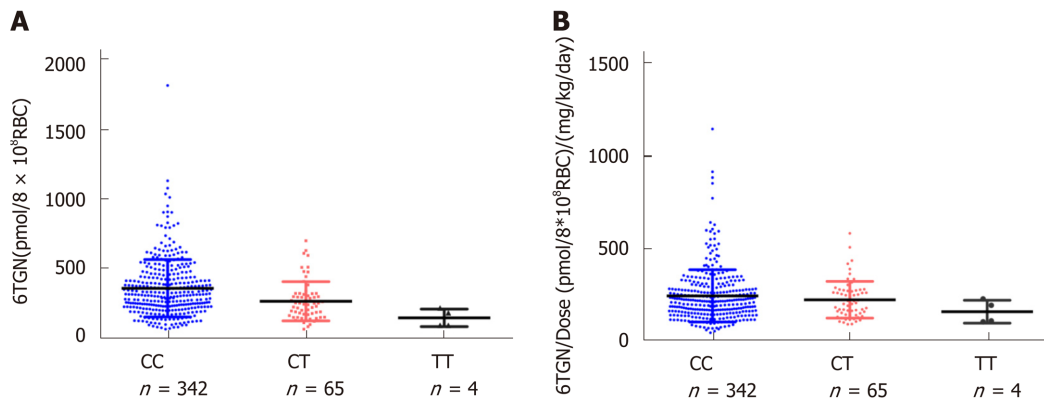 A
6TGN(pmol/8 × 10⁸RBC)
2000
1500
1000
500
0
CC
CT
TT
n = 342
n = 65
n = 4
B
6TGN/Dose (pmol/8*10⁸RBC)/(mg/kg/day)
1500
1000
500
0
CC
CT
TT
n = 342
n = 65
n = 4